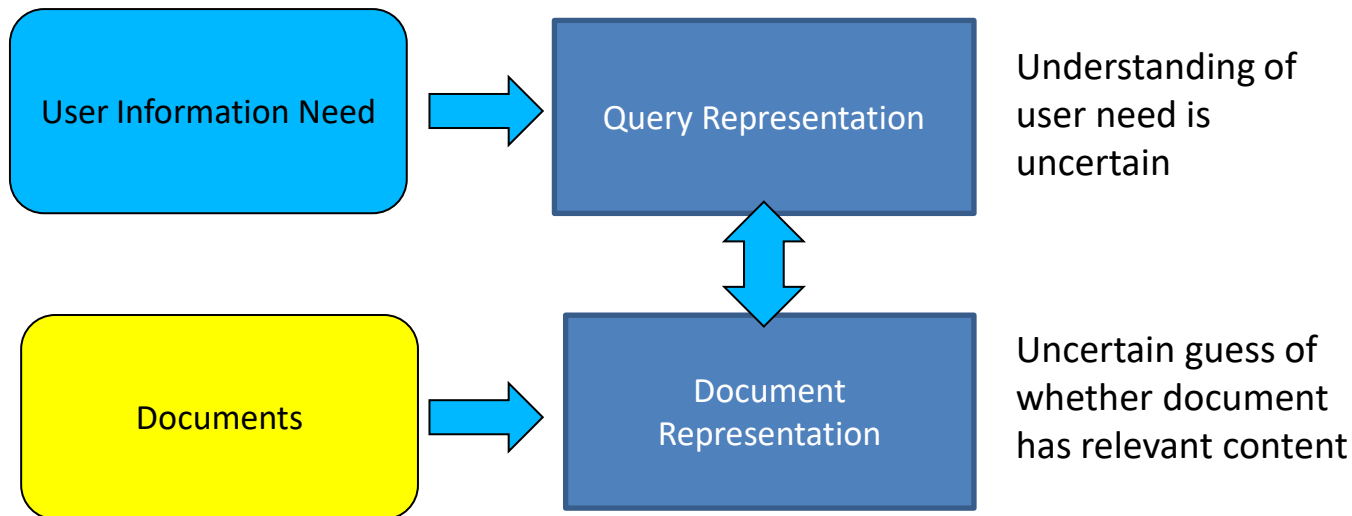 User Information Need
Query Representation
Understanding of
user need is
uncertain
Documents
Document
Representation
Uncertain guess of
whether document
has relevant content